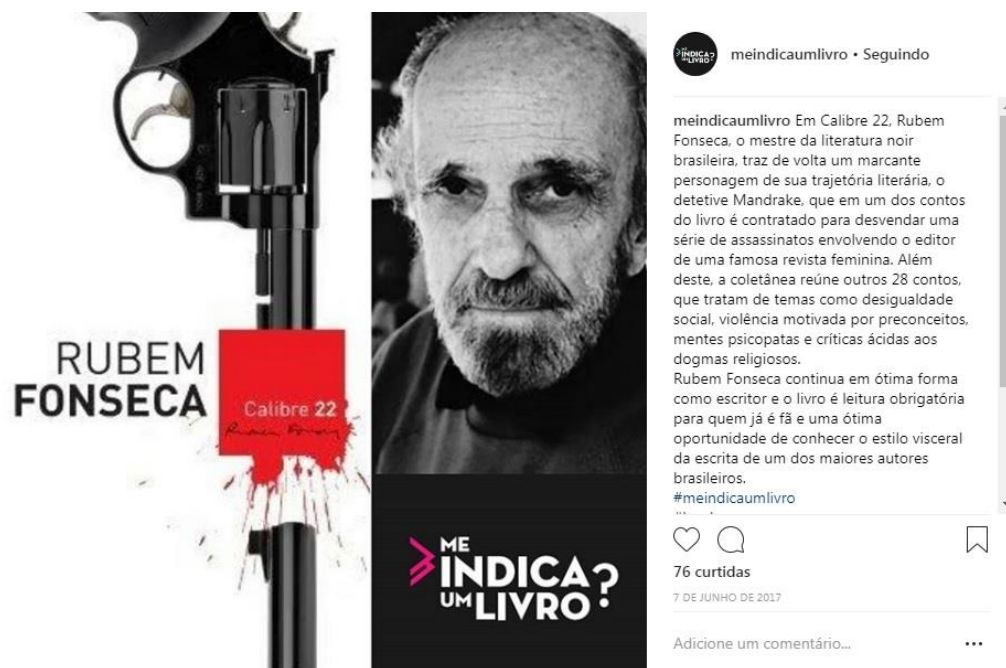 RUBEM
FONSECA
Calibre 22
ME
INDICA
UM LIVRO?
meindicaumlivro • Seguindo
meindicaumlivro Em Calibre 22, Rubem
Fonseca, o mestre da literatura noir
brasileira, traz de volta um marcante
personagem de sua trajetória literária, o
detetive Mandrake, que em um dos contos
do livro é contratado para desvendar uma
série de assassinatos envolvendo o editor
de uma famosa revista feminina. Além
deste, a coletânea reúne outros 28 contos,
que tratam de temas como desigualdade
social, violência motivada por preconceitos,
mentes psicopatas e críticas ácidas aos
dogmas religiosos.
Rubem Fonseca continua em ótima forma
como escritor e o livro é leitura obrigatória
para quem já é fã e uma ótima
oportunidade de conhecer o estilo visceral
da escrita de um dos maiores autores
brasileiros.
#meindicaumlivro
76 curtidas
7 DE JUNHO DE 2017
Adicione um comentário...